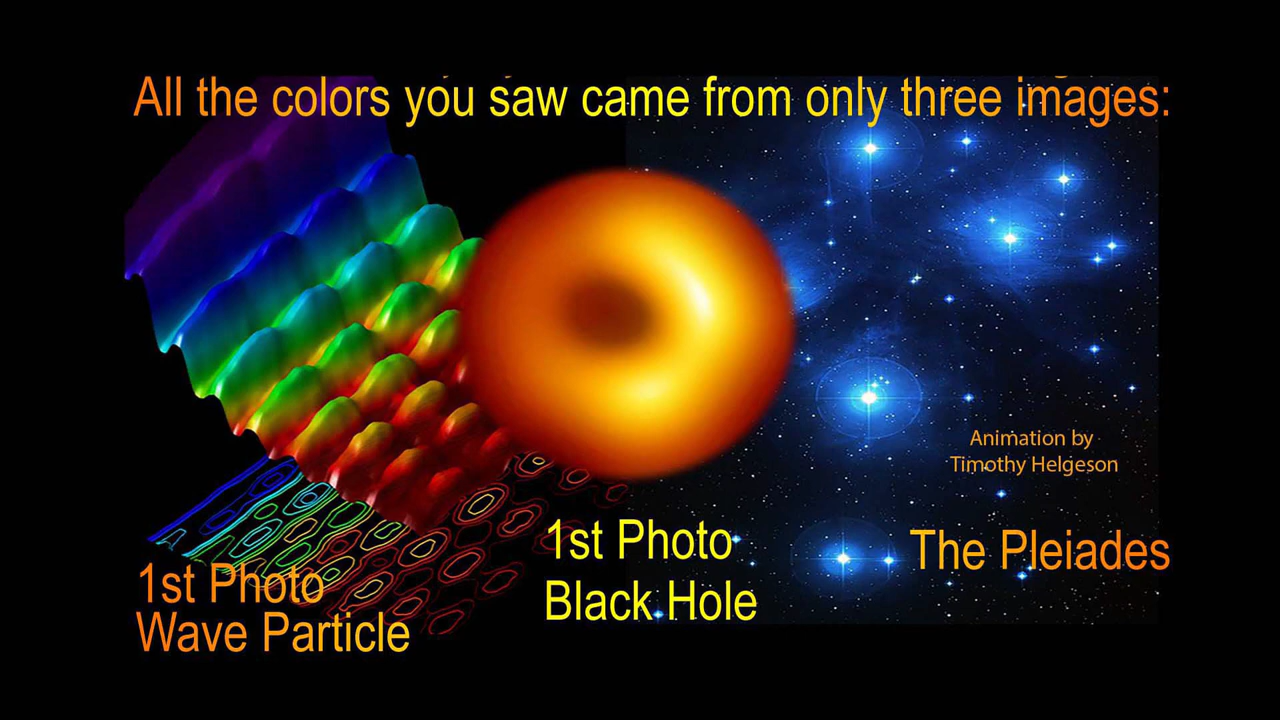 All the colors you saw came from only three images:
Animation by
Timothy Helgeson
The Pleiades
1st Photo
Black Hole
1st Photo
Wave Particle